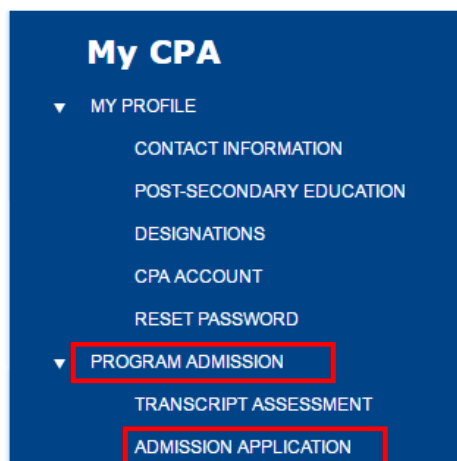 My CPA
MY PROFILE
CONTACT INFORMATION
POST-SECONDARY EDUCATION
DESIGNATIONS
CPA ACCOUNT
RESET PASSWORD
PROGRAM ADMISSION
TRANSCRIPT ASSESSMENT
ADMISSION APPLICATION